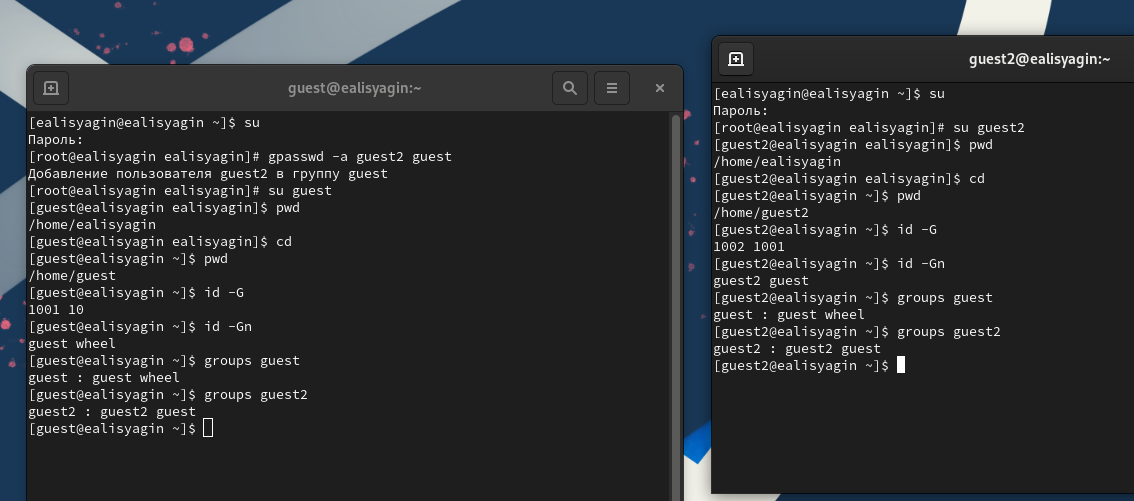 guest@ealisyagin:~
[ealisyagin@ealisyagin ~]$ su
Пароль:
[root@ealisyagin ealisyagin]# gpasswd -a guest2 guest
Добавление пользователя guest2 в группу guest
[root@ealisyagin ealisyagin]# su guest
[guest@ealisyagin ealisyagin]$ pwd
/home/ealisyagin
[guest@ealisyagin ealisyagin]$ cd
[guest@ealisyagin ~]$ pwd
/home/guest
[guest@ealisyagin ~]$ id -G
1001 10
[guest@ealisyagin ~]$ id -Gn
guest wheel
[guest@ealisyagin ~]$ groups guest
guest : guest wheel
[guest@ealisyagin ~]$ groups guest2
guest2 : guest2 guest
[guest@ealisyagin ~]$
guest2@ealisyagin:~
[ealisyagin@ealisyagin ~]$ su
Пароль:
[root@ealisyagin ealisyagin]# su guest2
[guest2@ealisyagin ealisyagin]$ pwd
/home/ealisyagin
[guest2@ealisyagin ealisyagin]$ cd
[guest2@ealisyagin ~]$ pwd
/home/guest2
[guest2@ealisyagin ~]$ id -G
1002 1001
[guest2@ealisyagin ~]$ id -Gn
guest2 guest
[guest2@ealisyagin ~]$ groups guest
guest : guest wheel
[guest2@ealisyagin ~]$ groups guest2
guest2 : guest2 guest
[guest2@ealisyagin ~]$